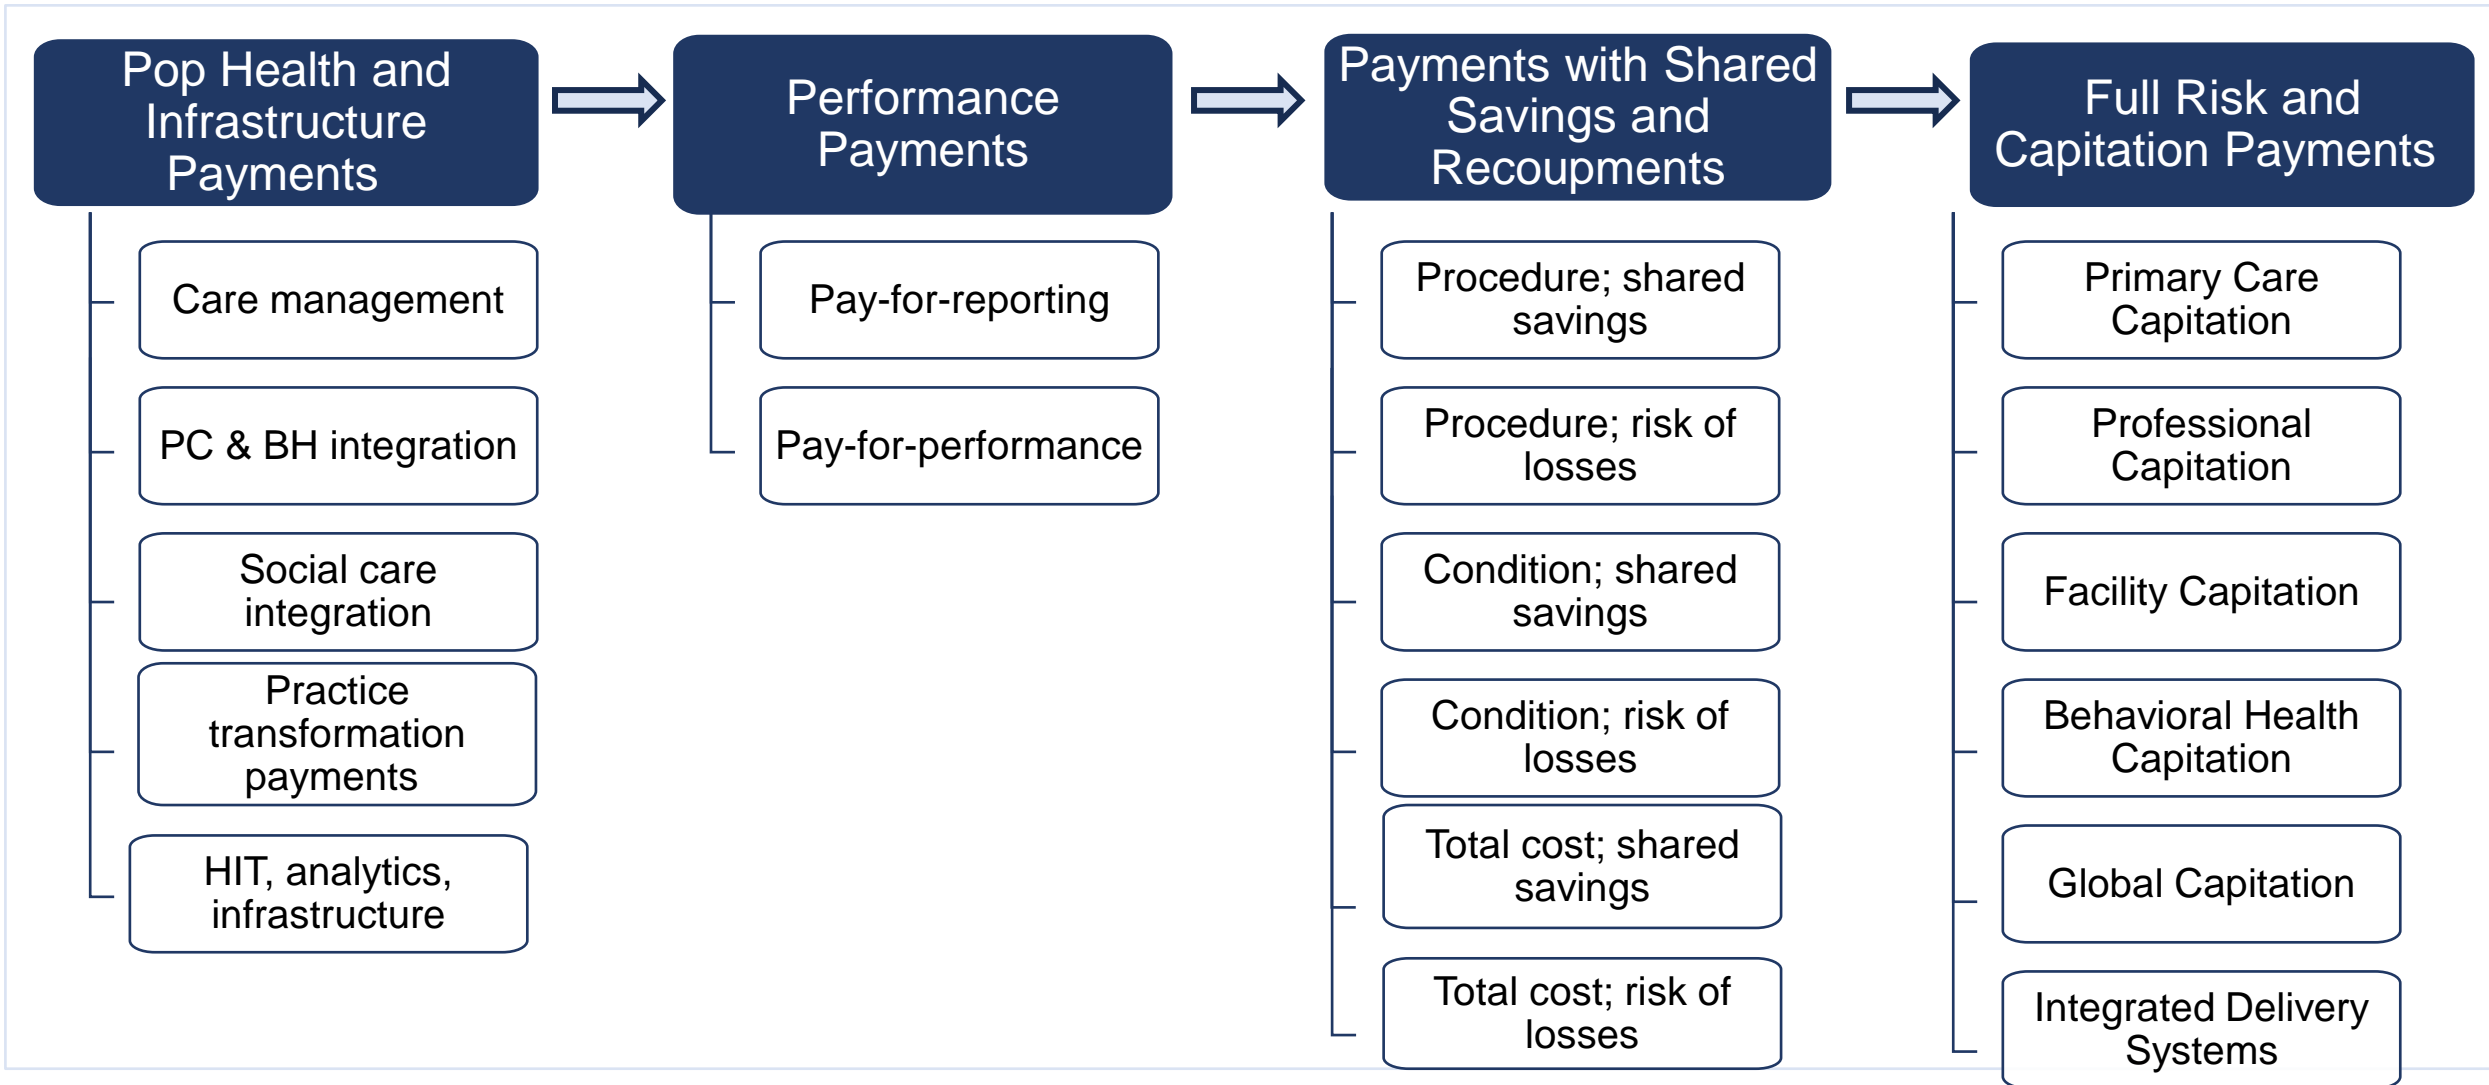 Pop Health and
Infrastructure
Payments
Care management
PC & BH integration
Social care
integration
Practice
transformation
payments
HIT, analytics,
infrastructure
Performance
Payments
Pay-for-reporting
Pay-for-performance
Payments with Shared
Savings and
Recoupments
Procedure; shared
savings
Procedure; risk of
losses
Condition; shared
savings
Condition; risk of
losses
Total cost; shared
savings
Total cost; risk of
losses
Full Risk and
Capitation Payments
Primary Care
Capitation
Professional
Capitation
Facility Capitation
Behavioral Health
Capitation
Global Capitation
Integrated Delivery
Systems